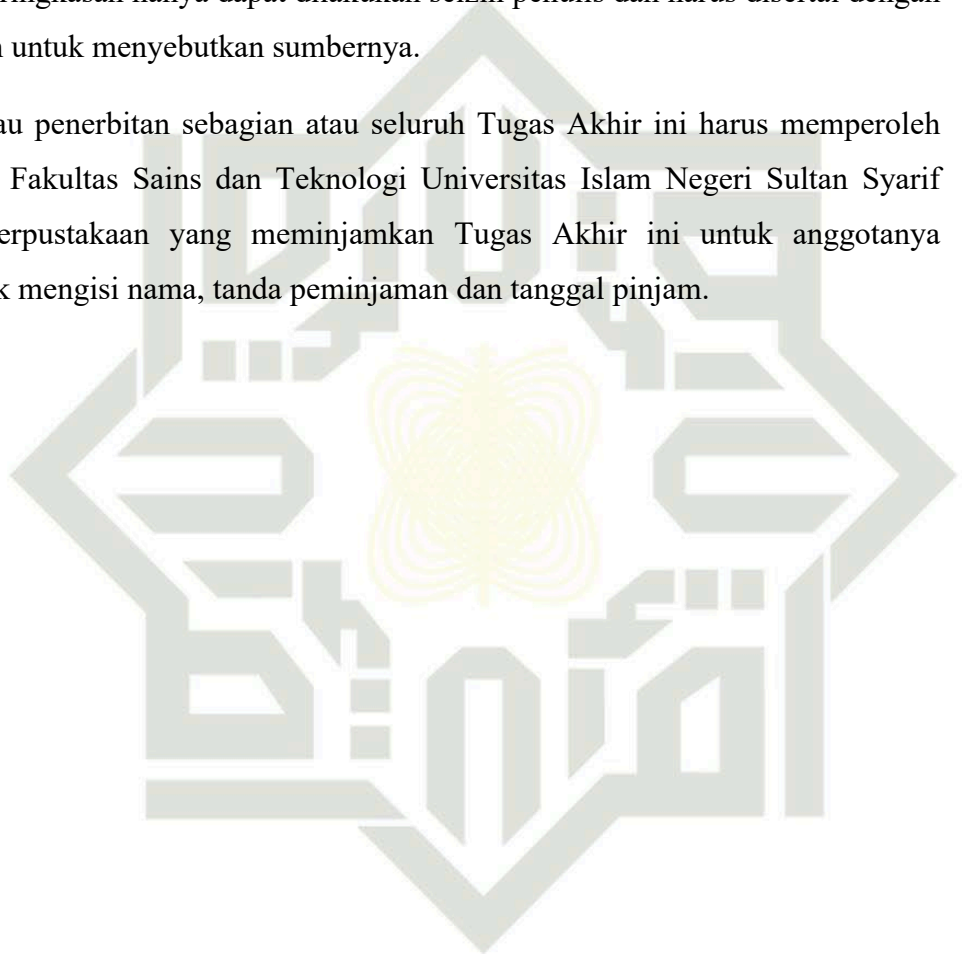 ringkasan hanya dapat dilakukan seizin penulis dan harus disertai dengan
n untuk menyebutkan sumbernya.
au penerbitan sebagian atau seluruh Tugas Akhir ini harus memperoleh
Fakultas Sains dan Teknologi Universitas Islam Negeri Sultan Syarif
erpustakaan yang meminjamkan Tugas Akhir ini untuk anggotanya
k mengisi nama, tanda peminjaman dan tanggal pinjam.